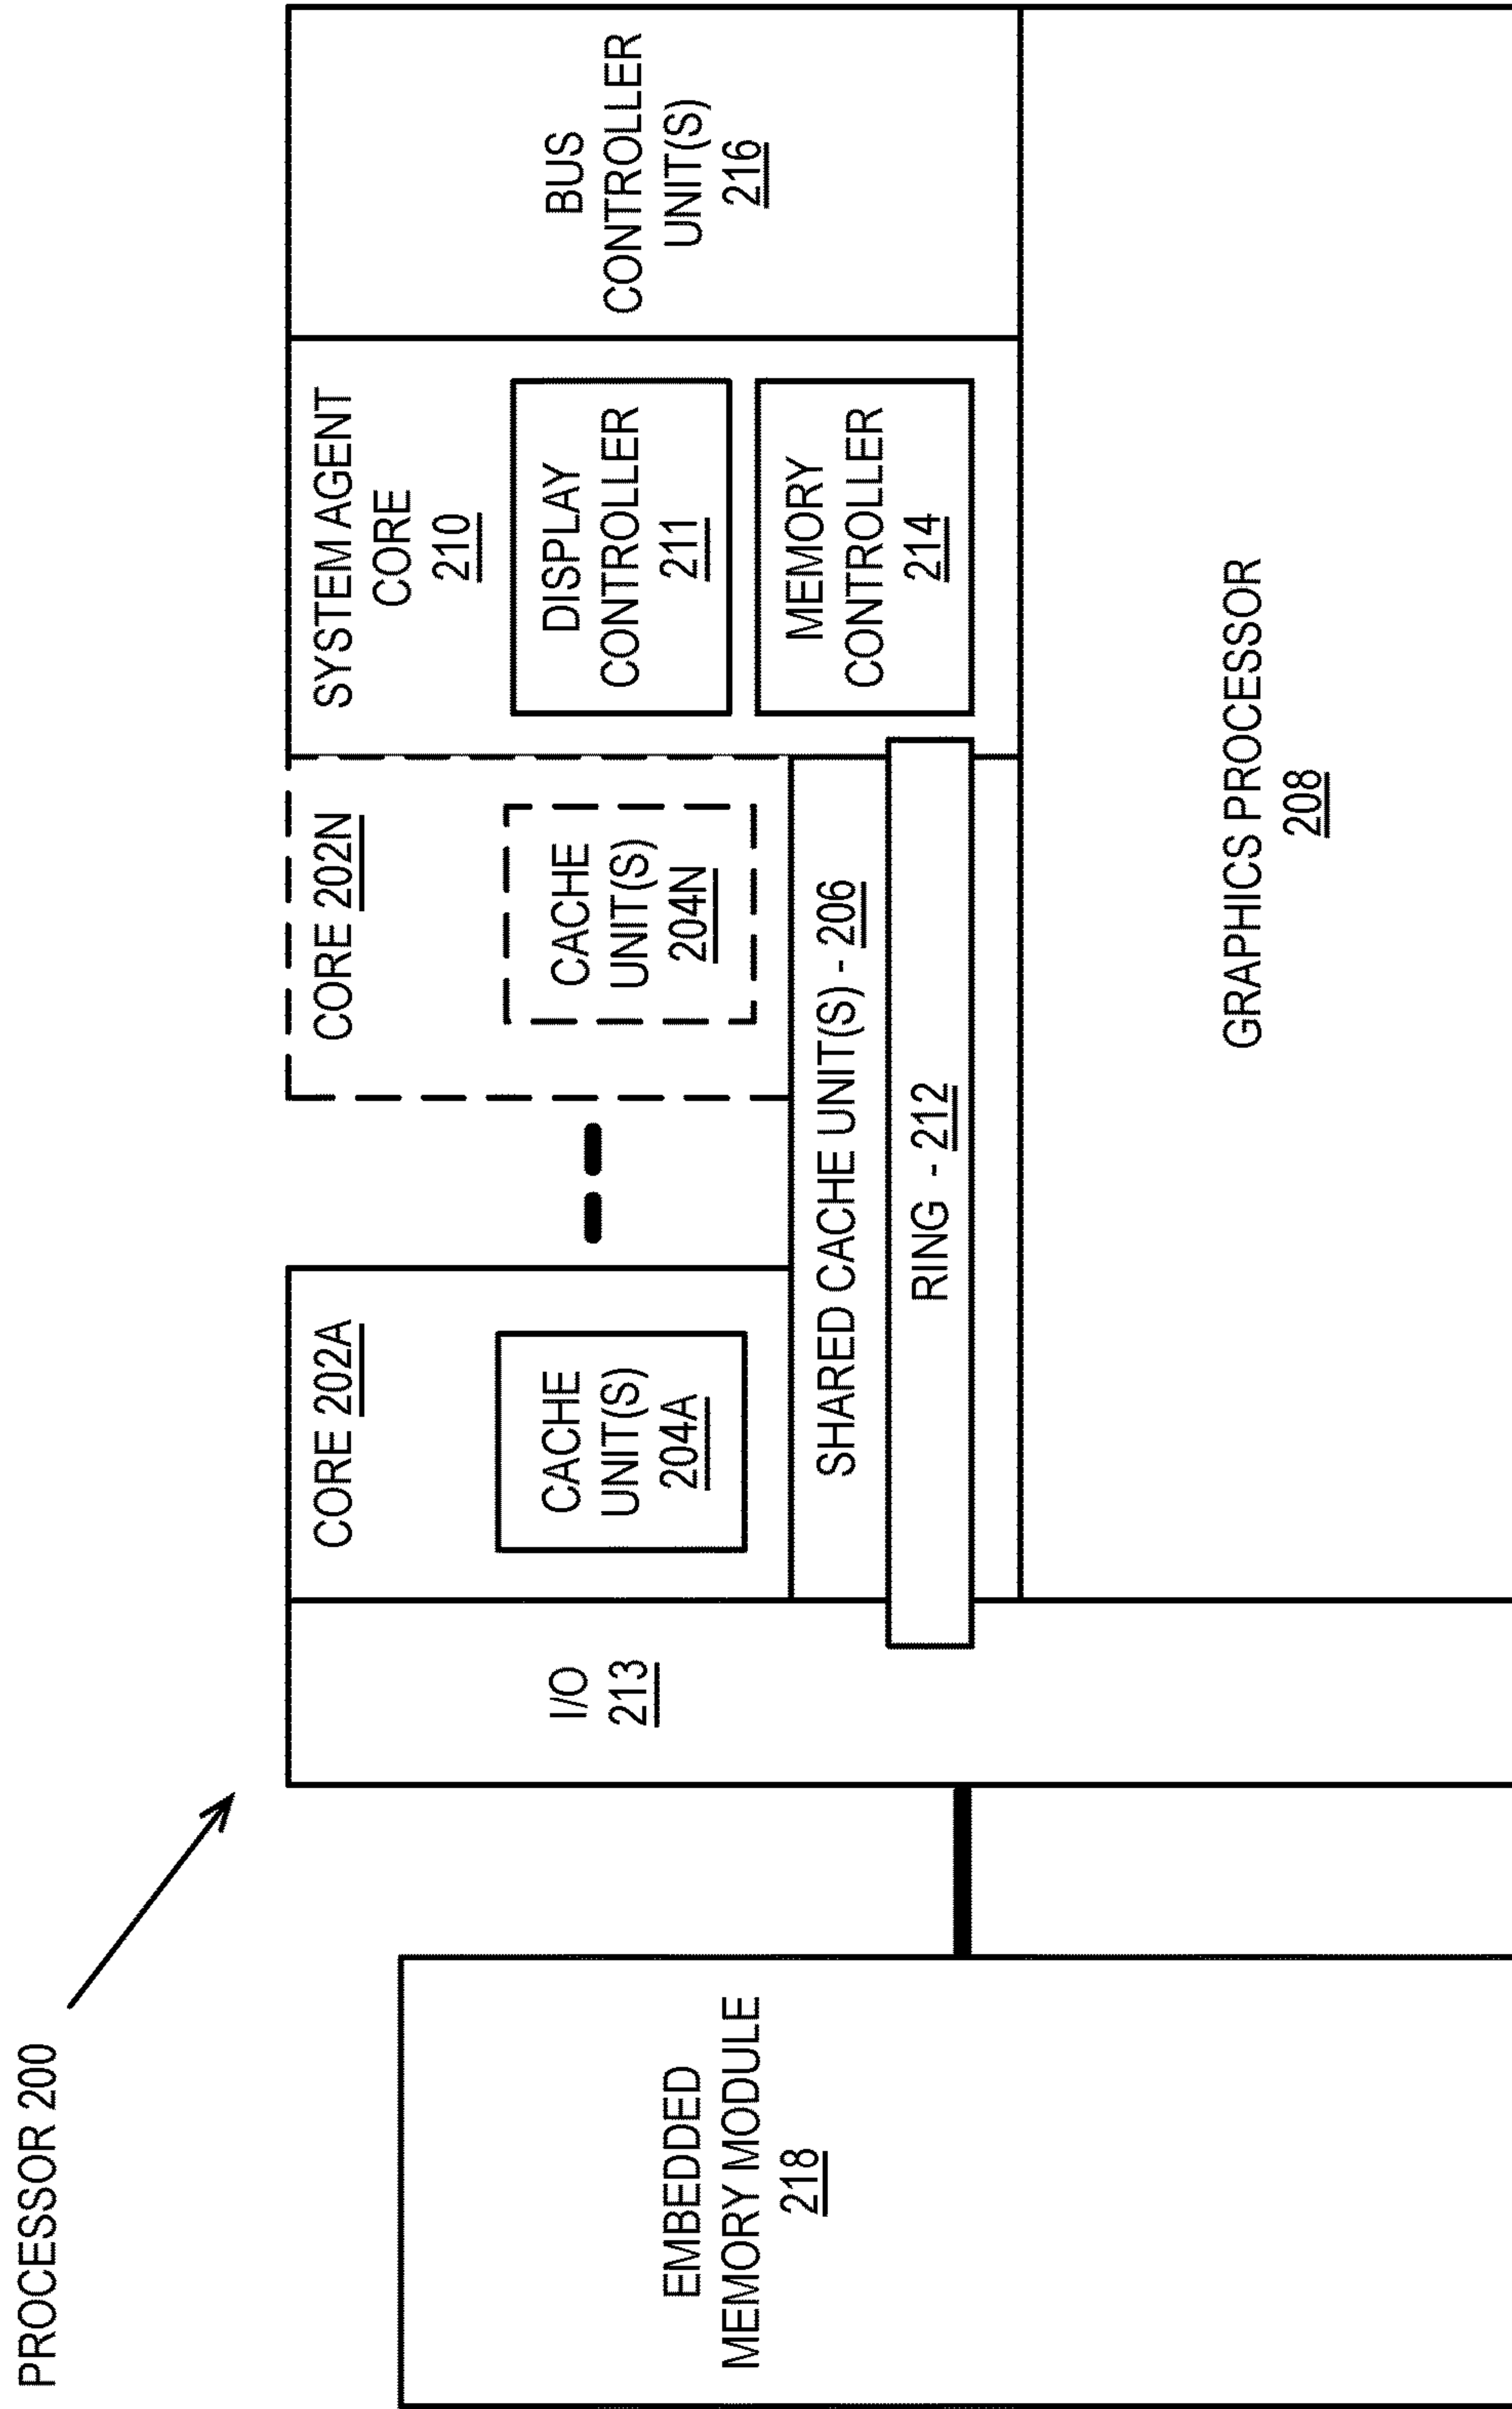 PROCESSOR 200
EMBEDDED
MEMORY MODULE
218
I/O
213
CORE 202A
CACHE
UNIT(S)
204A
CORE 202N
CACHE
UNIT(S)
204N
SHARED CACHE UNIT(S) - 206
RING - 212
SYSTEM AGENT
CORE
210
DISPLAY
CONTROLLER
211
MEMORY
CONTROLLER
214
BUS
CONTROLLER
UNIT(S)
216
GRAPHICS PROCESSOR
208